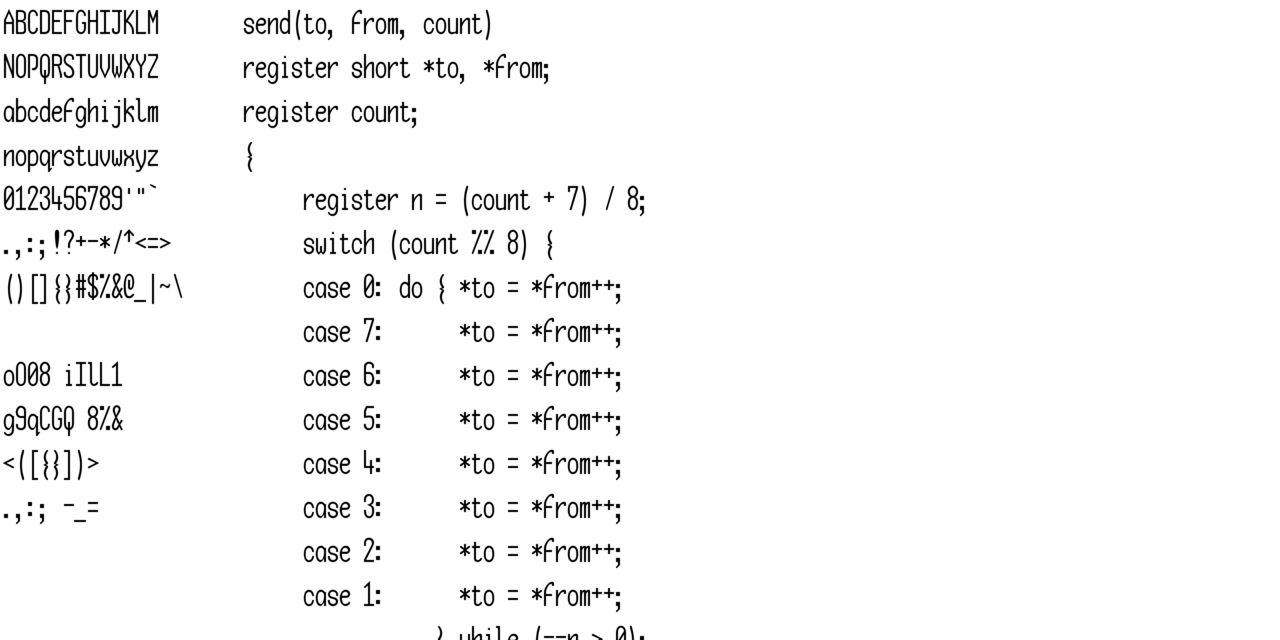 ABCDEFGHIJKLM
NOPQRSTUVWXYZ
abcdefghijklm
nopqrstuvwxyz
0123456789'"`
.,:;!?+-*/↑<=>
()[]{}#$%&@_|~\
oO08 iIlL1
g9qCGQ 8%&
<([{}])>
.,:; -_=
send(to, from, count)
register short *to, *from;
register count;
{
     register n = (count + 7) / 8;
     switch (count %% 8) {
     case 0: do { *to = *from++;
     case 7:      *to = *from++;
     case 6:      *to = *from++;
     case 5:      *to = *from++;
     case 4:      *to = *from++;
     case 3:      *to = *from++;
     case 2:      *to = *from++;
     case 1:      *to = *from++;
                } while (--n > 0);